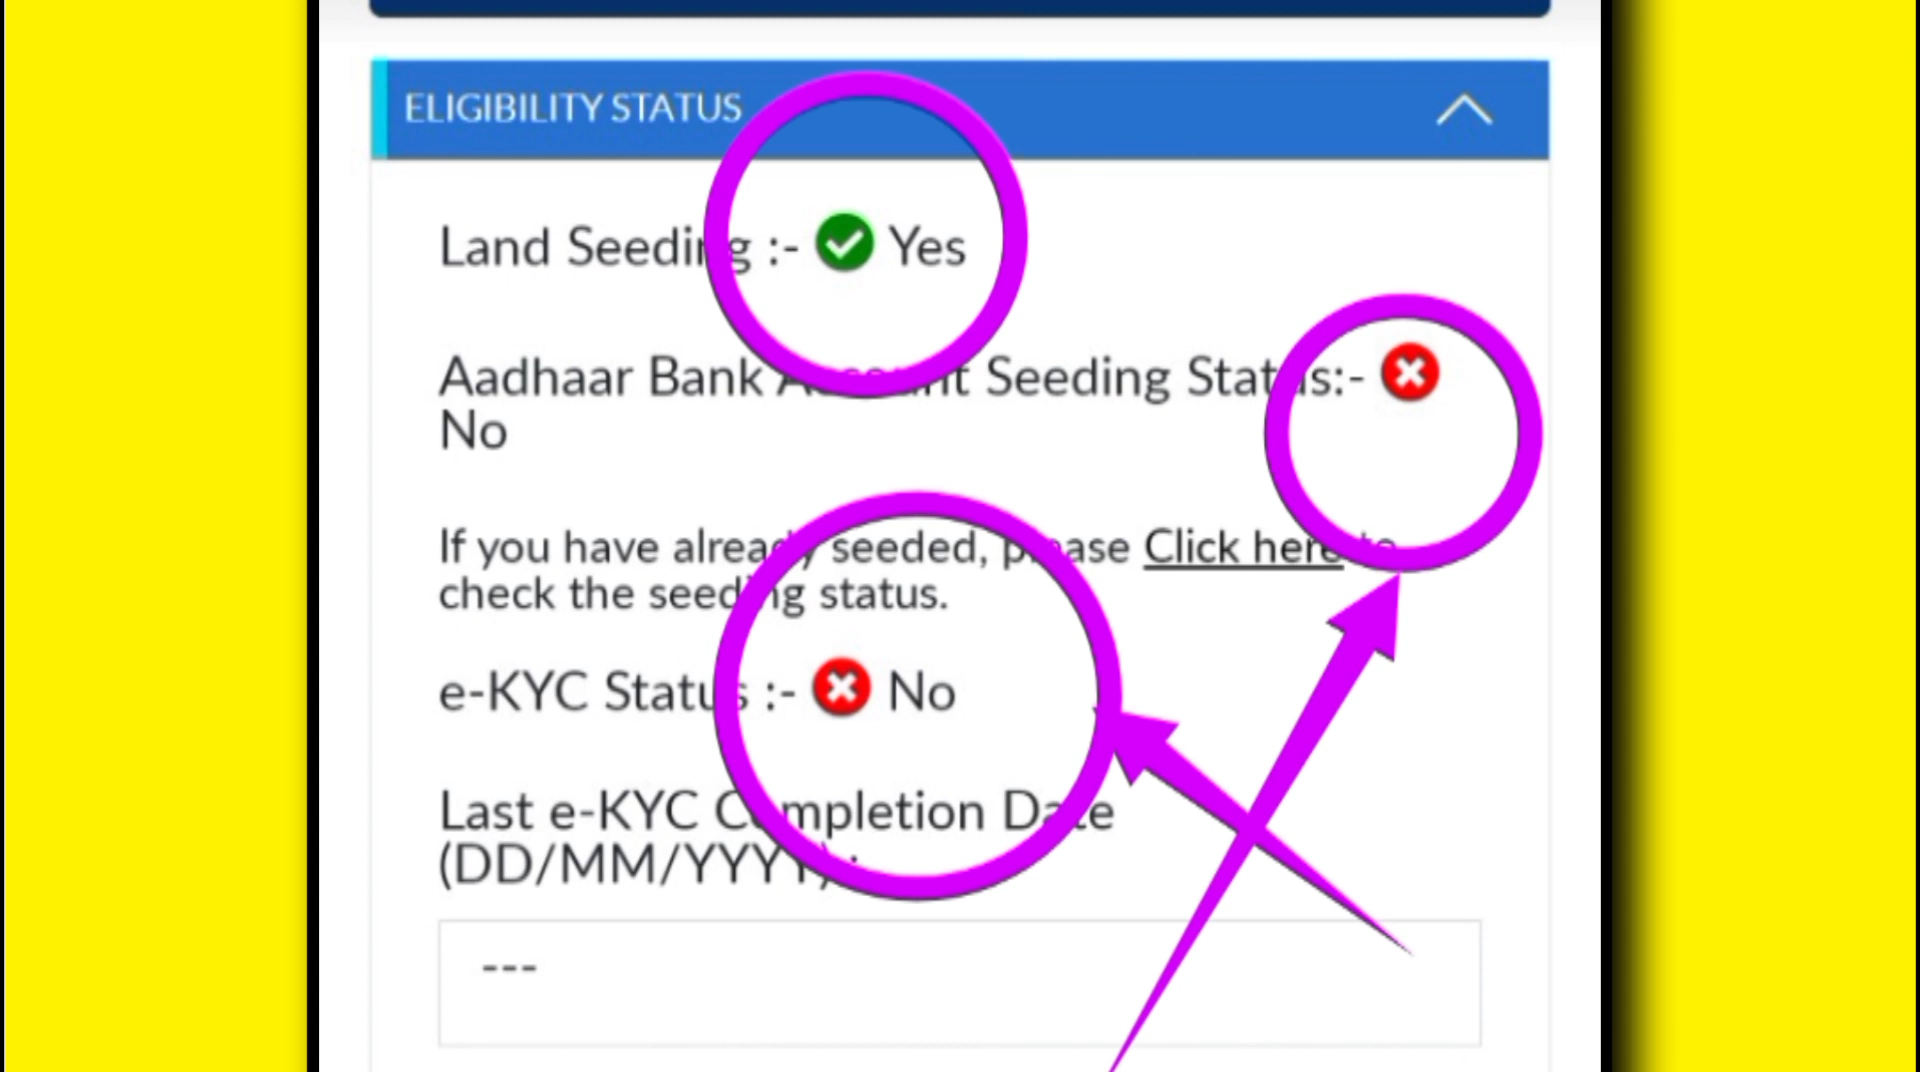 ELIGIBILITY STATUS
Land Seeding :- Yes
Aadhaar Bank Account Seeding Status:-
No
If you have already seeded, please Click here to
check the seeding status.
e-KYC Status :- No
Last e-KYC Completion Date
(DD/MM/YYYY) :
---